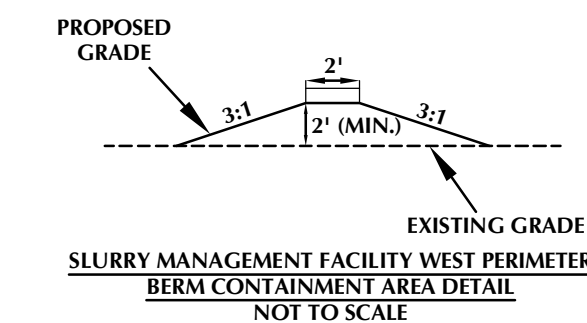 PROPOSED
GRADE
2'
3:1
2' (MIN.)
3:1
EXISTING GRADE
SLURRY MANAGEMENT FACILITY WEST PERIMETER
BERM CONTAINMENT AREA DETAIL
NOT TO SCALE